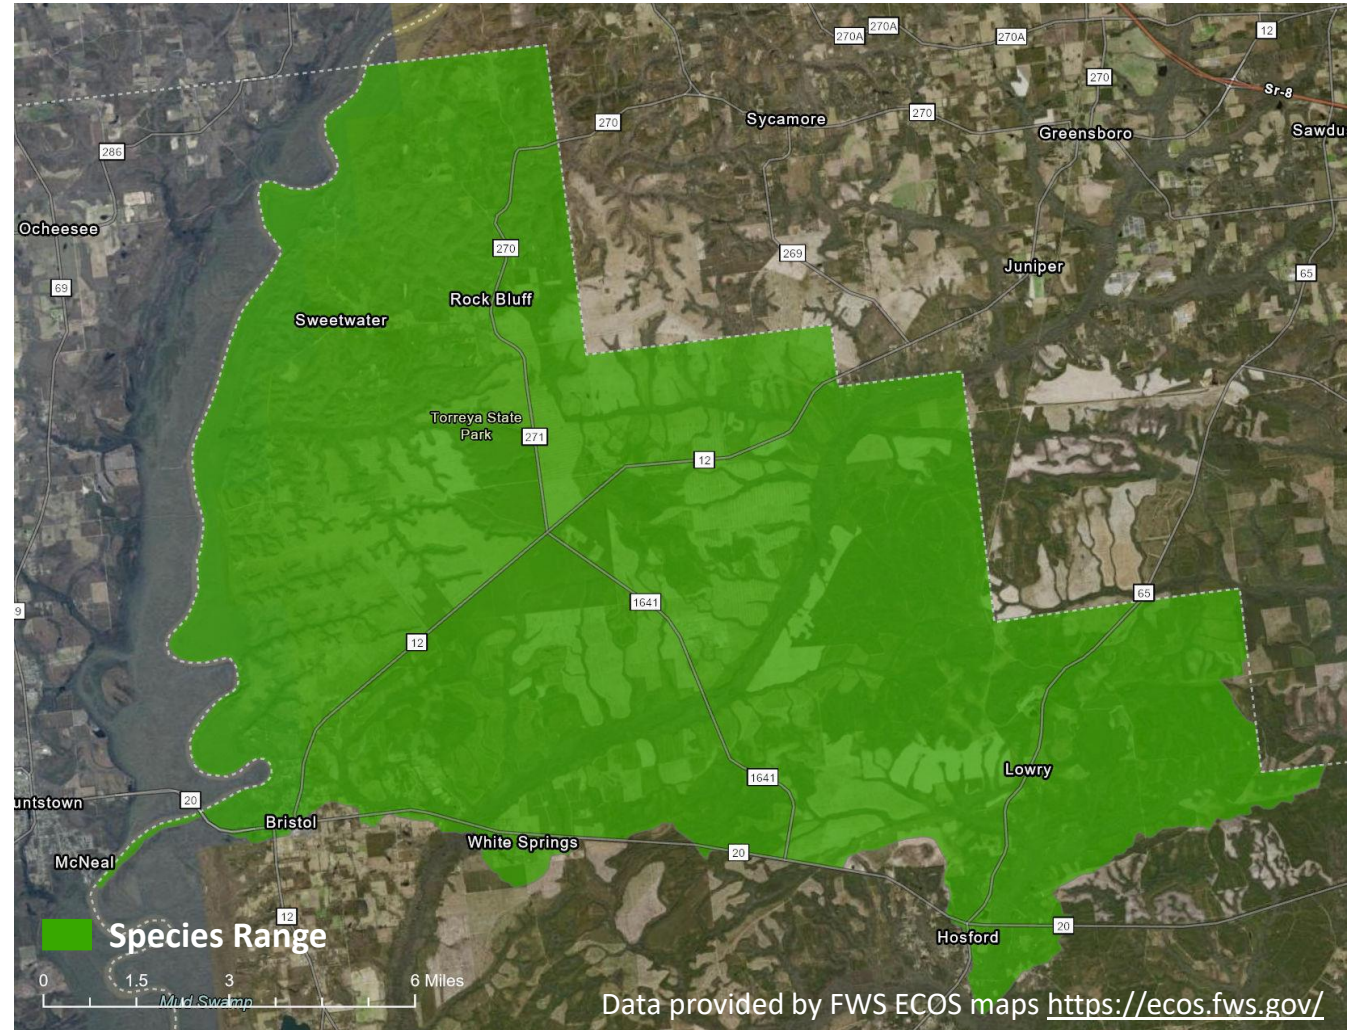 270A
270A
270A
12
270
Sr-8
270
Sycamore
270
Greensboro
Sawdu
286
Ocheesee
270
269
Juniper
65
69
Rock Bluff
Sweetwater
Torreya State
Park
271
12
65
9
1641
12
Lowry
1641
untstown
20
Bristol
White Springs
20
McNeal
12
20
Hosford
Species Range
0 1.5 3 6 Miles
Mud Swamp
Data provided by FWS ECOS maps https://ecos.fws.gov/